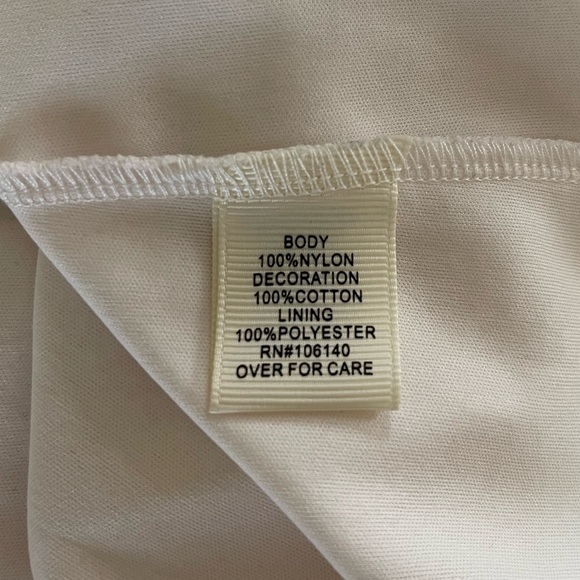 BODY
100%NYLON
DECORATION
100%COTTON
LINING
100%POLYESTER
RN#106140
OVER FOR CARE